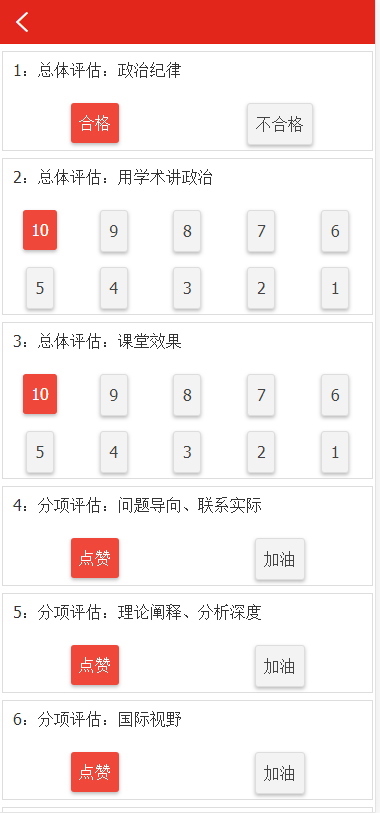 1：总体评估：政治纪律
合格 不合格
2：总体评估：用学术讲政治
10 9 8 7 6
5 4 3 2 1
3：总体评估：课堂效果
10 9 8 7 6
5 4 3 2 1
4：分项评估：问题导向、联系实际
点赞 加油
5：分项评估：理论阐释、分析深度
点赞 加油
6：分项评估：国际视野
点赞 加油